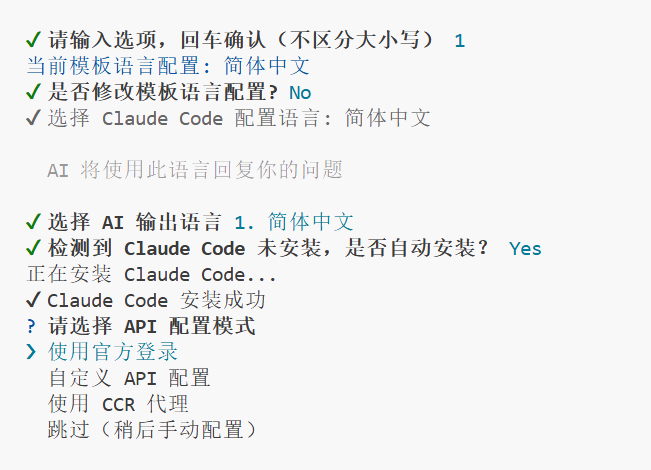 ✔ 请输入选项，回车确认（不区分大小写） 1
当前模板语言配置: 简体中文
✔ 是否修改模板语言配置? No
✔ 选择 Claude Code 配置语言: 简体中文
AI 将使用此语言回复你的问题
✔ 选择 AI 输出语言 1. 简体中文
✔ 检测到 Claude Code 未安装，是否自动安装？ Yes
正在安装 Claude Code...
✔ Claude Code 安装成功
? 请选择 API 配置模式
❯ 使用官方登录
自定义 API 配置
使用 CCR 代理
跳过（稍后手动配置）